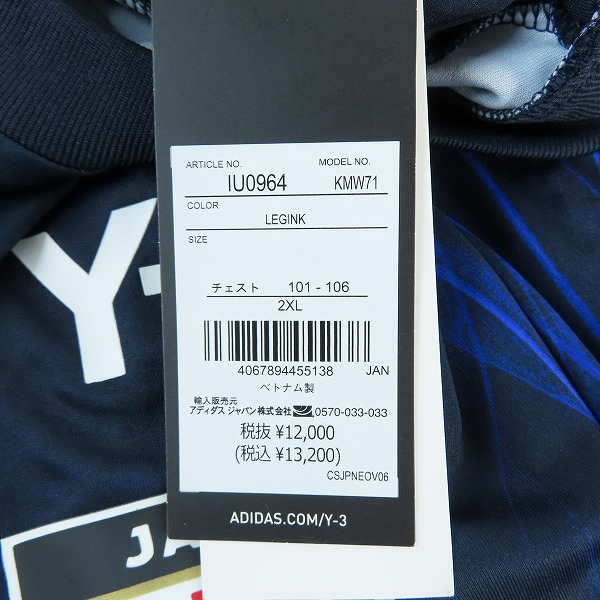 ARTICLE NO. MODEL NO.
IU0964 KMW71
COLOR
LEGINK
SIZE
チェスト 101 - 106
2XL
4067894455138 JAN
ベトナム製
輸入販売元
アディダス ジャパン株式会社 0570-033-033
税抜 ¥12,000
(税込 ¥13,200)
CSJPNEOV06
ADIDAS.COM/Y-3
Y-
JA